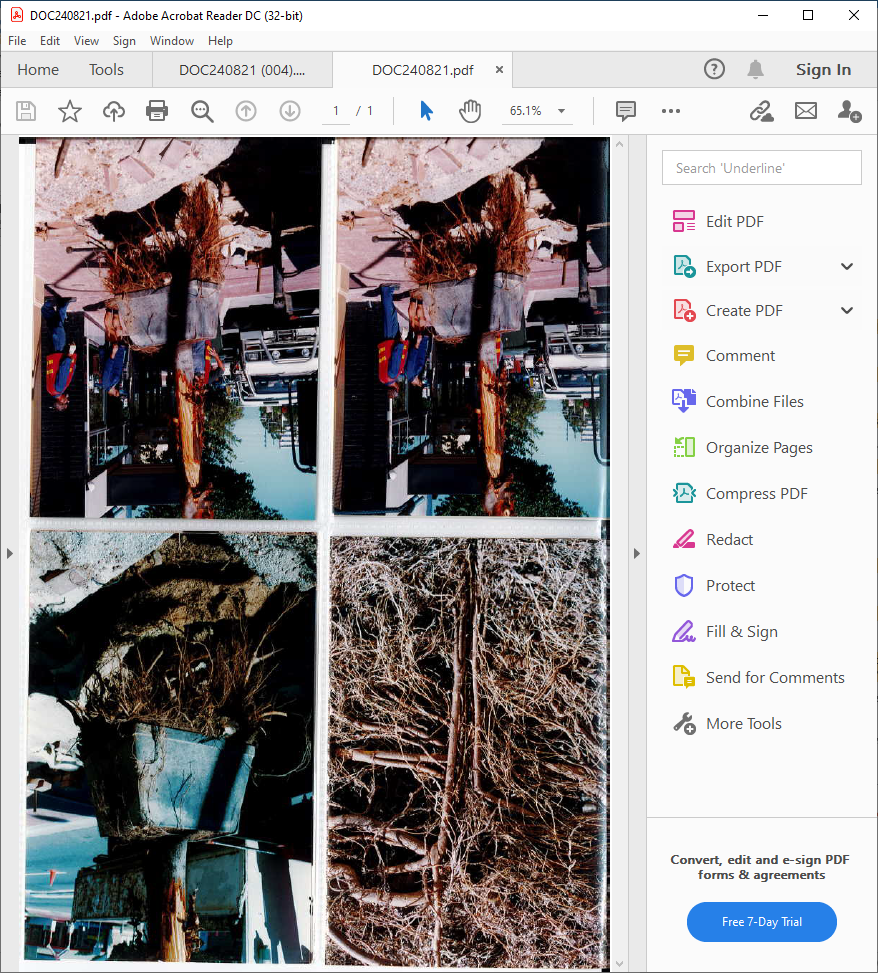 DOC240821.pdf - Adobe Acrobat Reader DC (32-bit)
File Edit View Sign Window Help
Home Tools DOC240821 (004).... DOC240821.pdf × Sign In
1 / 1 65.1%
Search 'Underline'
Edit PDF
Export PDF
Create PDF
Comment
Combine Files
Organize Pages
Compress PDF
Redact
Protect
Fill & Sign
Send for Comments
More Tools
Convert, edit and e-sign PDF
forms & agreements
Free 7-Day Trial